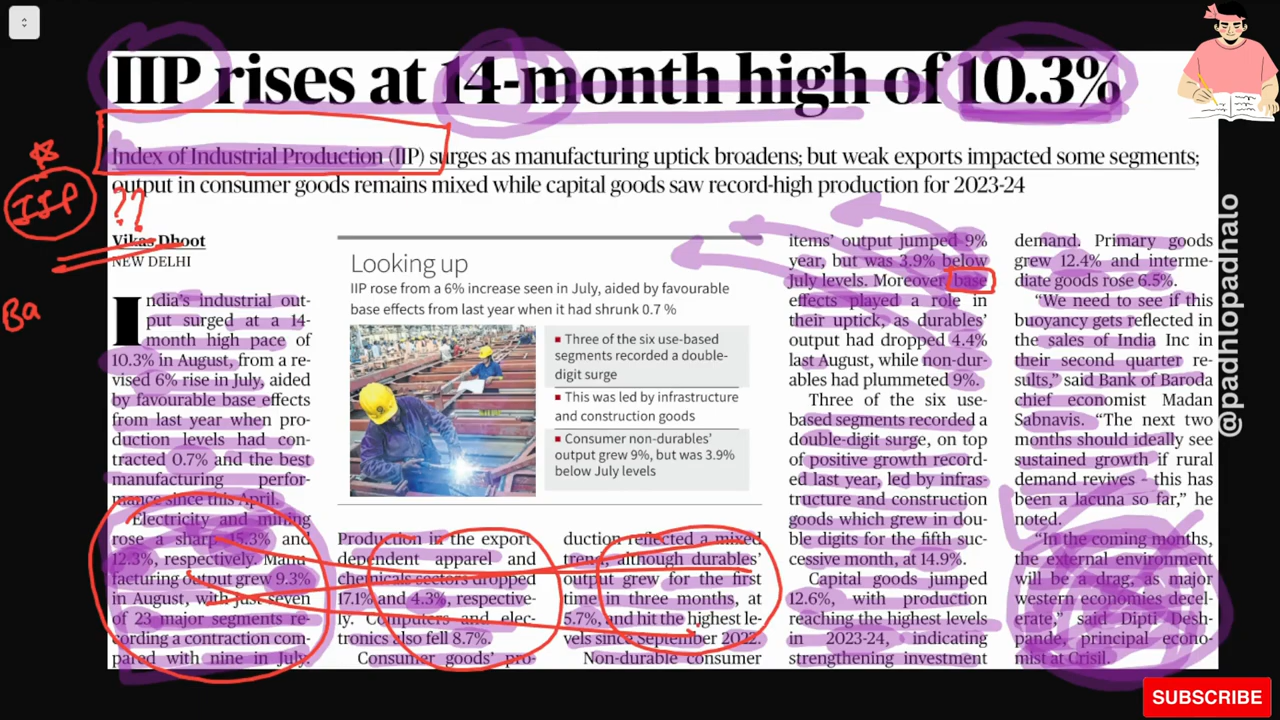 IIP rises at 14-month high of 10.3%
Index of Industrial Production (IIP) surges as manufacturing uptick broadens; but weak exports impacted some segments;
output in consumer goods remains mixed while capital goods saw record-high production for 2023-24
IIP
??
Ba
Vikas Dhoot
NEW DELHI
India's industrial out-
put surged at a 14-
month high pace of
10.3% in August, from a re-
vised 6% rise in July, aided
by favourable base effects
from last year when pro-
duction levels had con-
tracted 0.7% and the best
manufacturing perfor-
mance since this April.
Electricity and mining
rose a sharp 15.3% and
12.3%, respectively. Manu-
facturing output grew 9.3%
in August, with just seven
of 23 major segments re-
cording a contraction com-
pared with nine in July.
Looking up
IIP rose from a 6% increase seen in July, aided by favourable
base effects from last year when it had shrunk 0.7 %
Three of the six use-based
segments recorded a double-
digit surge
This was led by infrastructure
and construction goods
Consumer non-durables'
output grew 9%, but was 3.9%
below July levels
Production in the export
dependent apparel and
chemicals sectors dropped
17.1% and 4.3%, respective-
ly. Computers and elec-
tronics also fell 8.7%.
Consumer goods' pro-
duction reflected a mixed
trend, although durables'
output grew for the first
time in three months, at
5.7%, and hit the highest le-
vels since September 2022.
Non-durable consumer
items' output jumped 9%
year, but was 3.9% below
July levels. Moreover, base
effects played a role in
their uptick, as durables'
output had dropped 4.4%
last August, while non-dur-
ables had plummeted 9%.
Three of the six use-
based segments recorded a
double-digit surge, on top
of positive growth record-
ed last year, led by infras-
tructure and construction
goods which grew in dou-
ble digits for the fifth suc-
cessive month, at 14.9%.
Capital goods jumped
12.6%, with production
reaching the highest levels
in 2023-24, indicating
strengthening investment
demand. Primary goods
grew 12.4% and interme-
diate goods rose 6.5%.
"We need to see if this
buoyancy gets reflected in
the sales of India Inc in
their second quarter re-
sults," said Bank of Baroda
chief economist Madan
Sabnavis. "The next two
months should ideally see
sustained growth if rural
demand revives - this has
been a lacuna so far," he
noted.
"In the coming months,
the external environment
will be a drag, as major
western economies decel-
erate," said Dipti Desh-
pande, principal econo-
mist at Crisil.
@padhlopadhalo
SUBSCRIBE